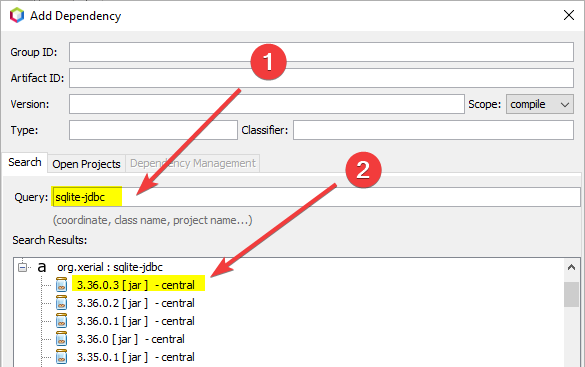 Add Dependency
Group ID:
Artifact ID:
Version: Scope: compile
Type: Classifier:
1
Search Open Projects Dependency Management
2
Query: sqlite-jdbc
(coordinate, class name, project name...)
Search Results:
a org.xerial : sqlite-jdbc
3.36.0.3 [ jar ] - central
3.36.0.2 [ jar ] - central
3.36.0.1 [ jar ] - central
3.36.0 [ jar ] - central
3.35.0.1 [ jar ] - central